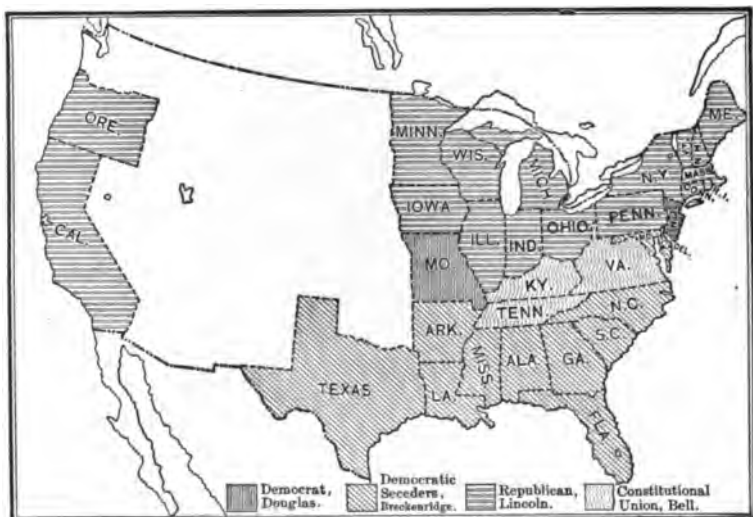 ORE.
CAL.
MINN.
WIS.
MICH.
IOWA
ILL.
IND.
OHIO.
PENN.
N.Y.
ME.
MASS.
CONN.
R.I.
MO
KY.
VA.
TENN.
N.C.
S.C.
ARK.
TEXAS
LA.
MISS.
ALA
GA.
FLA.
Democrat,
Douglas.
Democratic
Seceders,
Breckenridge.
Republican,
Lincoln.
Constitutional
Union, Bell.